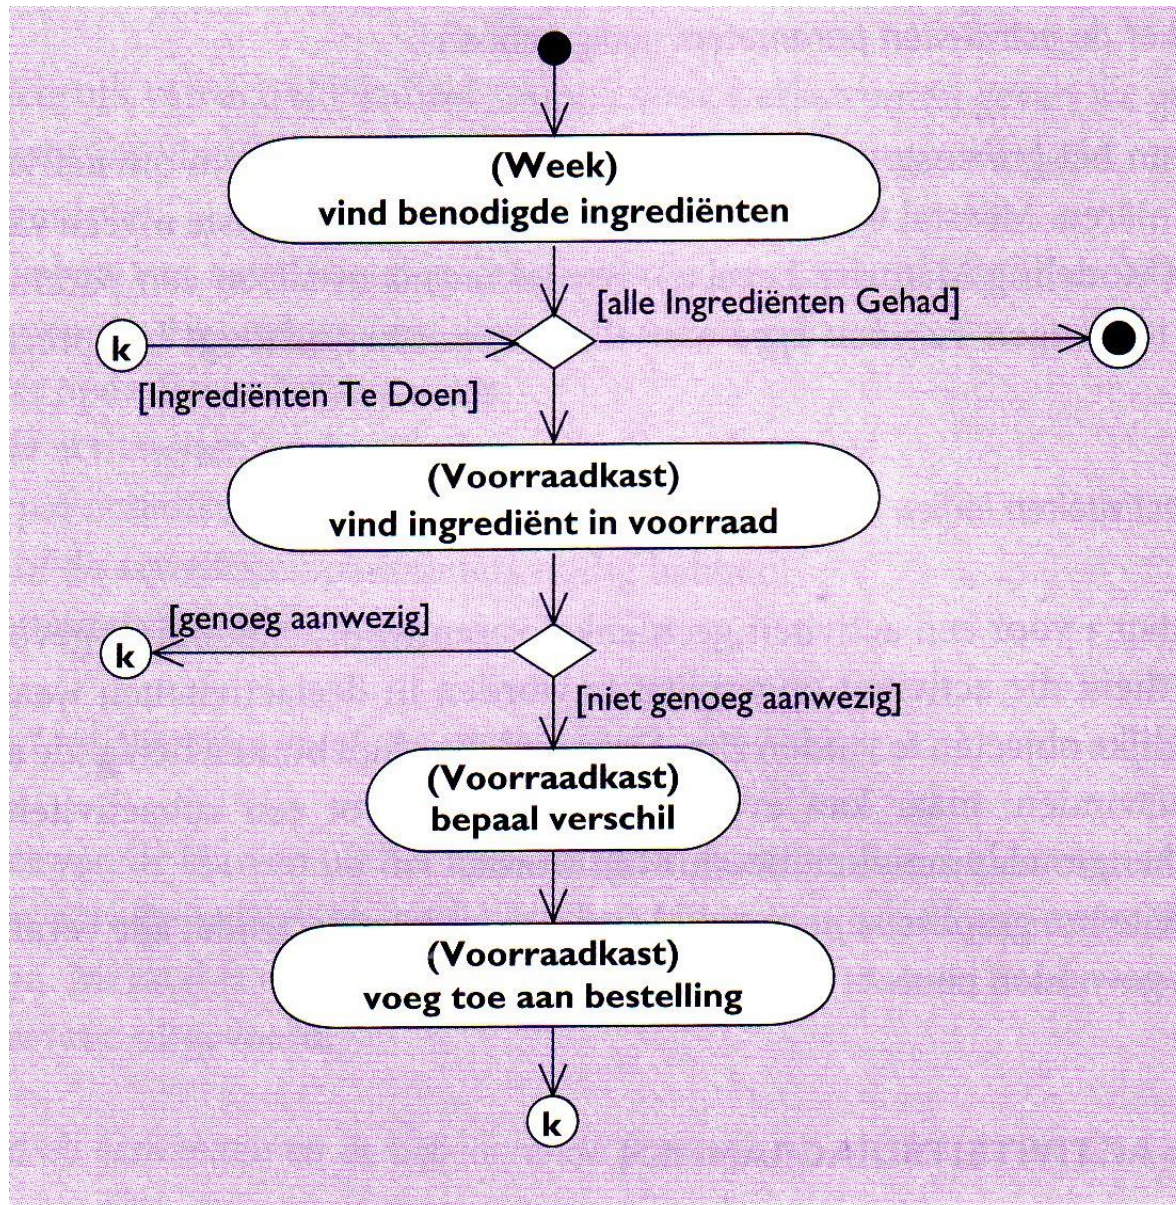 (Week)
vind benodigde ingrediënten
[alle Ingrediënten Gehad]
k
[Ingrediënten Te Doen]
(Voorraadkast)
vind ingrediënt in voorraad
[genoeg aanwezig]
k
[niet genoeg aanwezig]
(Voorraadkast)
bepaal verschil
(Voorraadkast)
voeg toe aan bestelling
k